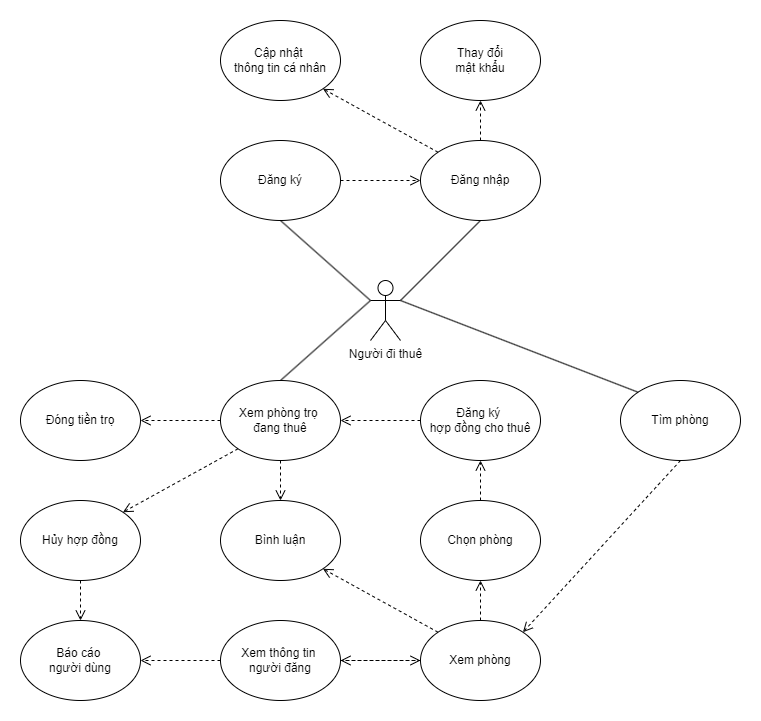 Cập nhật
thông tin cá nhân
Thay đổi
mật khẩu
Đăng ký
Đăng nhập
Người đi thuê
Đóng tiền trọ
Xem phòng trọ
đang thuê
Đăng ký
hợp đồng cho thuê
Tìm phòng
Hủy hợp đồng
Bình luận
Chọn phòng
Báo cáo
người dùng
Xem thông tin
người đăng
Xem phòng